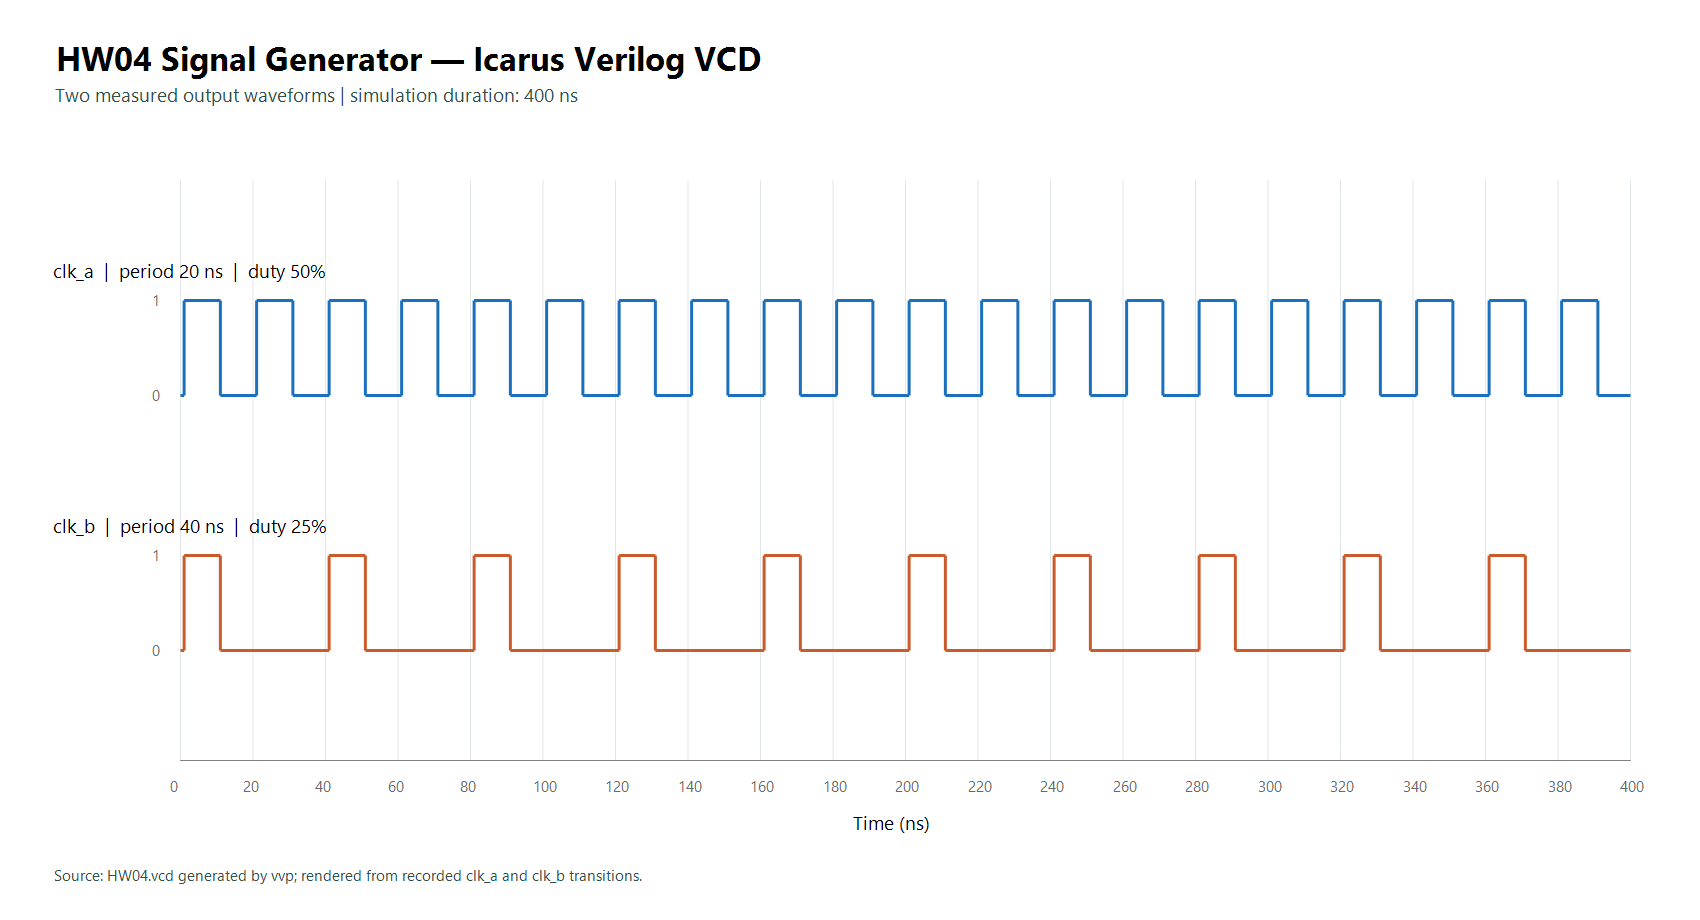 HW04 Signal Generator — Icarus Verilog VCD
Two measured output waveforms | simulation duration: 400 ns
clk_a | period 20 ns | duty 50%
1
0
clk_b | period 40 ns | duty 25%
1
0
0 20 40 60 80 100 120 140 160 180 200 220 240 260 280 300 320 340 360 380 400
Time (ns)
Source: HW04.vcd generated by vvp; rendered from recorded clk_a and clk_b transitions.